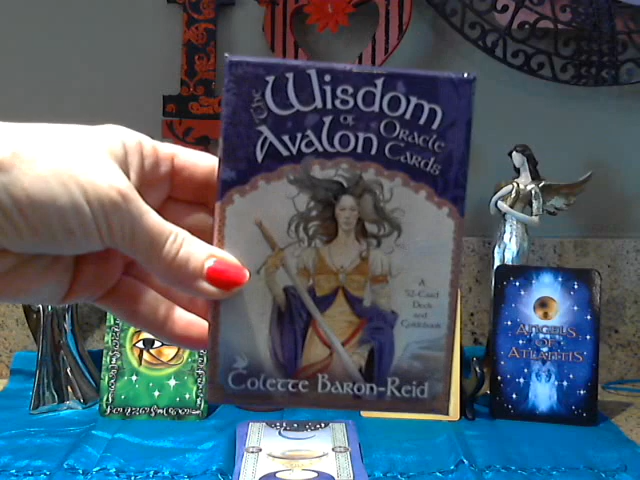 The Wisdom
of
Avalon Oracle
Cards
A
52-Card
Deck
and
Guidebook
Colette Baron-Reid
ANGELS
OF
ATLANTIS